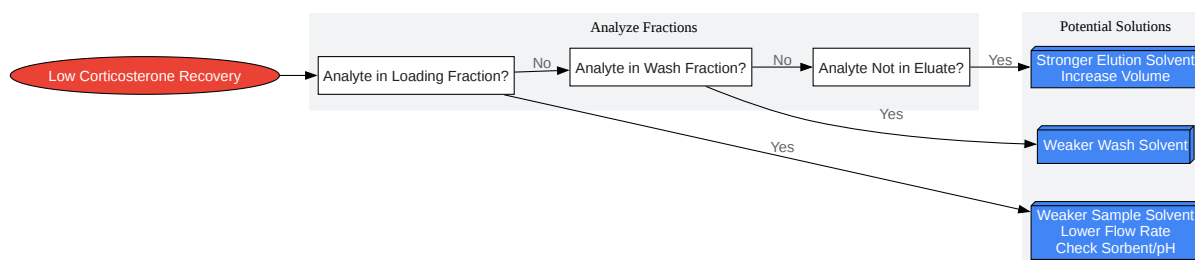 Analyze Fractions
Potential Solutions
Low Corticosterone Recovery
Analyte in Loading Fraction?
No
Analyte in Wash Fraction?
No
Analyte Not in Eluate?
Yes
Stronger Elution Solvent
Increase Volume
Yes
Weaker Wash Solvent
Yes
Weaker Sample Solvent
Lower Flow Rate
Check Sorbent/pH